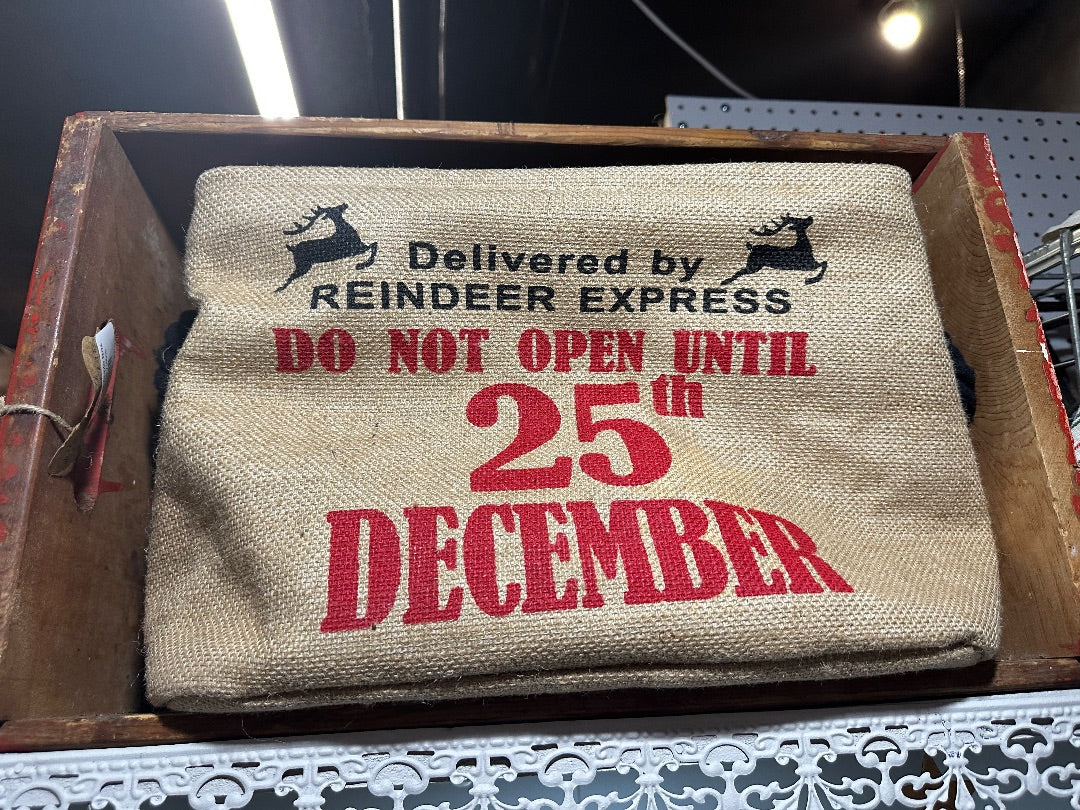 Delivered by
REINDEER EXPRESS
DO NOT OPEN UNTIL
25th
DECEMBER